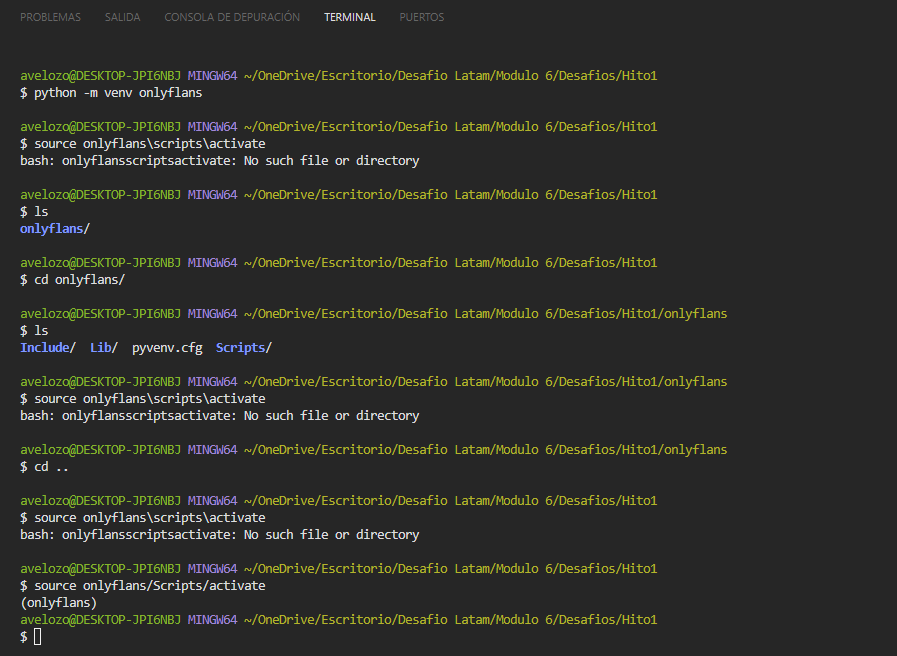 PROBLEMAS SALIDA CONSOLA DE DEPURACIÓN TERMINAL PUERTOS
avelozo@DESKTOP-JPI6NBJ MINGW64 ~/OneDrive/Escritorio/Desafio Latam/Modulo 6/Desafios/Hito1
$ python -m venv onlyflans
avelozo@DESKTOP-JPI6NBJ MINGW64 ~/OneDrive/Escritorio/Desafio Latam/Modulo 6/Desafios/Hito1
$ source onlyflans\scripts\activate
bash: onlyflansscriptsactivate: No such file or directory
avelozo@DESKTOP-JPI6NBJ MINGW64 ~/OneDrive/Escritorio/Desafio Latam/Modulo 6/Desafios/Hito1
$ ls
onlyflans/
avelozo@DESKTOP-JPI6NBJ MINGW64 ~/OneDrive/Escritorio/Desafio Latam/Modulo 6/Desafios/Hito1
$ cd onlyflans/
avelozo@DESKTOP-JPI6NBJ MINGW64 ~/OneDrive/Escritorio/Desafio Latam/Modulo 6/Desafios/Hito1/onlyflans
$ ls
Include/ Lib/ pyvenv.cfg Scripts/
avelozo@DESKTOP-JPI6NBJ MINGW64 ~/OneDrive/Escritorio/Desafio Latam/Modulo 6/Desafios/Hito1/onlyflans
$ source onlyflans\scripts\activate
bash: onlyflansscriptsactivate: No such file or directory
avelozo@DESKTOP-JPI6NBJ MINGW64 ~/OneDrive/Escritorio/Desafio Latam/Modulo 6/Desafios/Hito1/onlyflans
$ cd ..
avelozo@DESKTOP-JPI6NBJ MINGW64 ~/OneDrive/Escritorio/Desafio Latam/Modulo 6/Desafios/Hito1
$ source onlyflans\scripts\activate
bash: onlyflansscriptsactivate: No such file or directory
avelozo@DESKTOP-JPI6NBJ MINGW64 ~/OneDrive/Escritorio/Desafio Latam/Modulo 6/Desafios/Hito1
$ source onlyflans/Scripts/activate
(onlyflans)
avelozo@DESKTOP-JPI6NBJ MINGW64 ~/OneDrive/Escritorio/Desafio Latam/Modulo 6/Desafios/Hito1
$